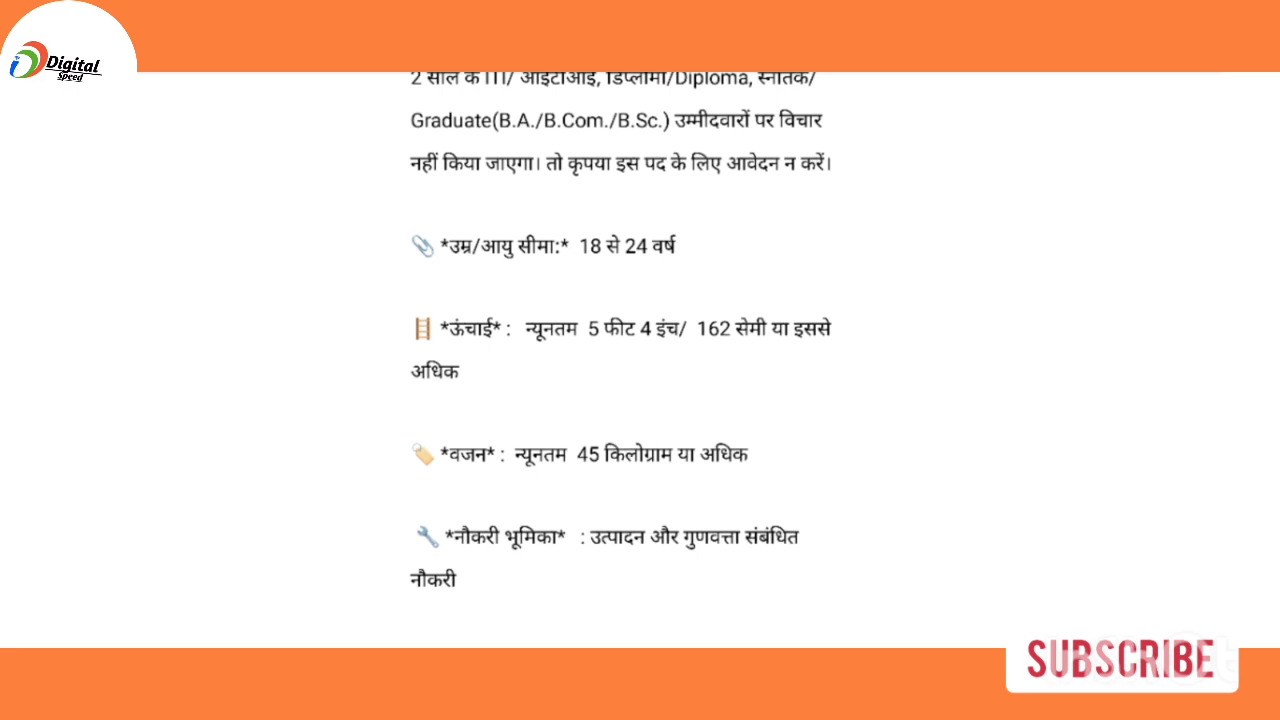 Digital
Speed
2 साल के ITI/ आईटीआई, डिप्लोमा/Diploma, स्नातक/
Graduate(B.A./B.Com./B.Sc.) उम्मीदवारों पर विचार
नहीं किया जाएगा। तो कृपया इस पद के लिए आवेदन न करें।
📎 *उम्र/आयु सीमा:* 18 से 24 वर्ष
🪜 *ऊंचाई* : न्यूनतम 5 फीट 4 इंच/ 162 सेमी या इससे
अधिक
🏷️ *वजन* : न्यूनतम 45 किलोग्राम या अधिक
🔧 *नौकरी भूमिका* : उत्पादन और गुणवत्ता संबंधित
नौकरी
SUBSCRIBE